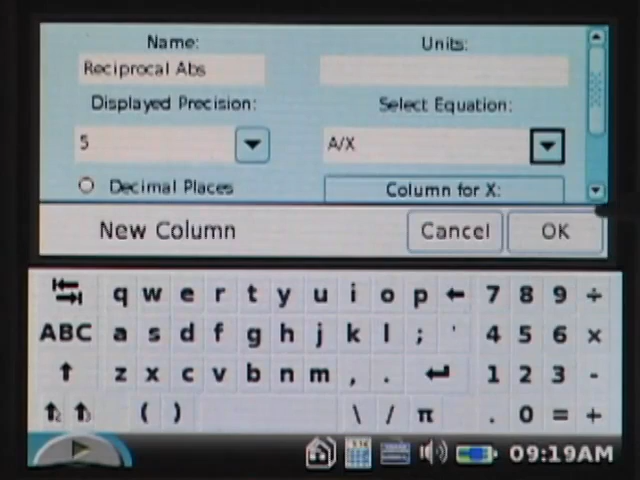 Name: Units:
Reciprocal Abs
Displayed Precision: Select Equation:
5 A/X
Decimal Places Column for X:
New Column Cancel OK
q w e r t y u i o p ← 7 8 9 ÷
ABC a s d f g h j k l ; ' 4 5 6 ×
↑ z x c v b n m , . ↵ 1 2 3 -
( ) \ / π . 0 = +
09:19AM